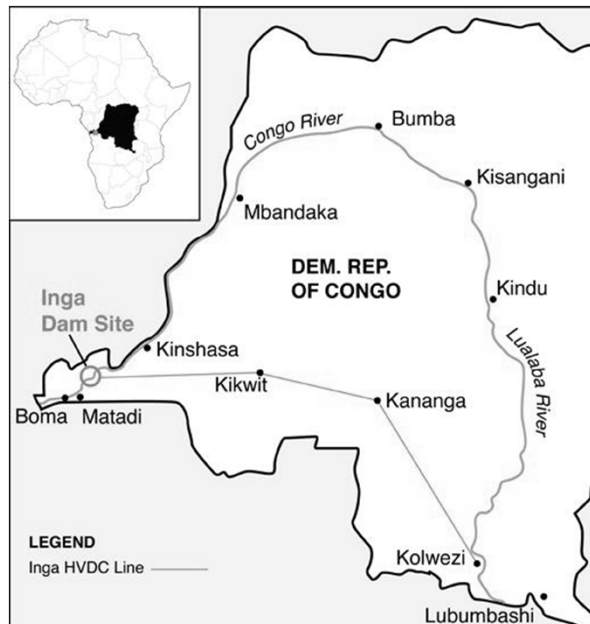 Congo River
Bumba
Kisangani
Mbandaka
DEM. REP.
OF CONGO
Kindu
Inga
Dam Site
Kinshasa
Lualaba River
Kikwit
Kananga
Boma
Matadi
LEGEND
Inga HVDC Line
Kolwezi
Lubumbashi